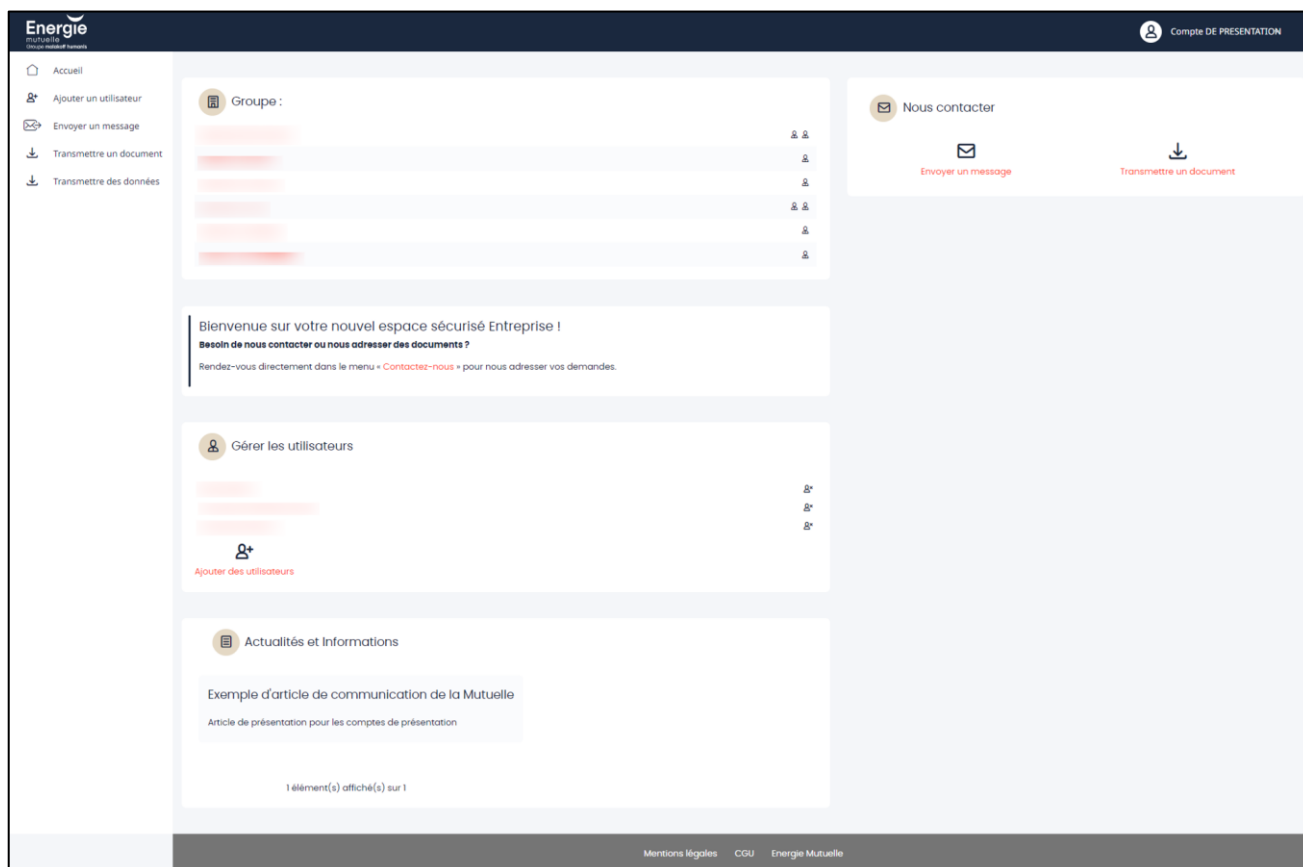 Energie
mutuelle
Groupe malakoff humanis
Compte DE PRESENTATION
Accueil
Ajouter un utilisateur
Envoyer un message
Transmettre un document
Transmettre des données
Groupe :
Nous contacter
Envoyer un message
Transmettre un document
Bienvenue sur votre nouvel espace sécurisé Entreprise !
Besoin de nous contacter ou nous adresser des documents ?
Rendez-vous directement dans le menu « Contactez-nous » pour nous adresser vos demandes.
Gérer les utilisateurs
Ajouter des utilisateurs
Actualités et Informations
Exemple d'article de communication de la Mutuelle
Article de présentation pour les comptes de présentation
1 élément(s) affiché(s) sur 1
Mentions légales CGU Energie Mutuelle